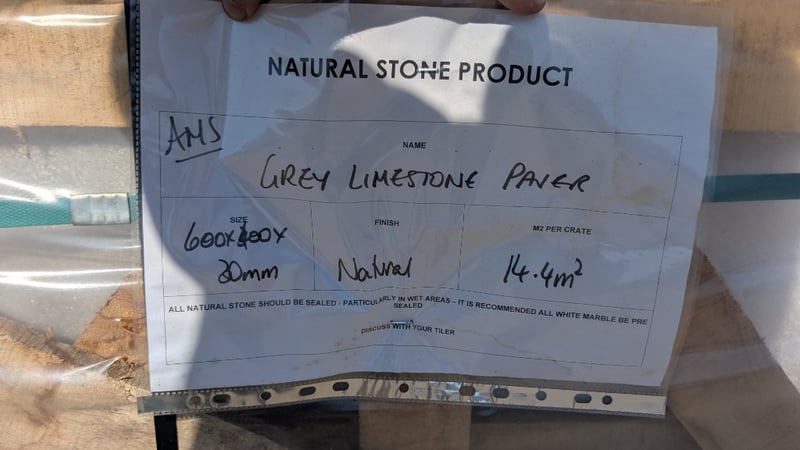 NATURAL STONE PRODUCT
AMS
NAME
GREY LIMESTONE PAVER
SIZE
600x400x
30mm
FINISH
Natural
M2 PER CRATE
14.4m²
ALL NATURAL STONE SHOULD BE SEALED - PARTICULARLY IN WET AREAS – IT IS RECOMMENDED ALL WHITE MARBLE BE PRE
SEALED
DISCUSS WITH YOUR TILER